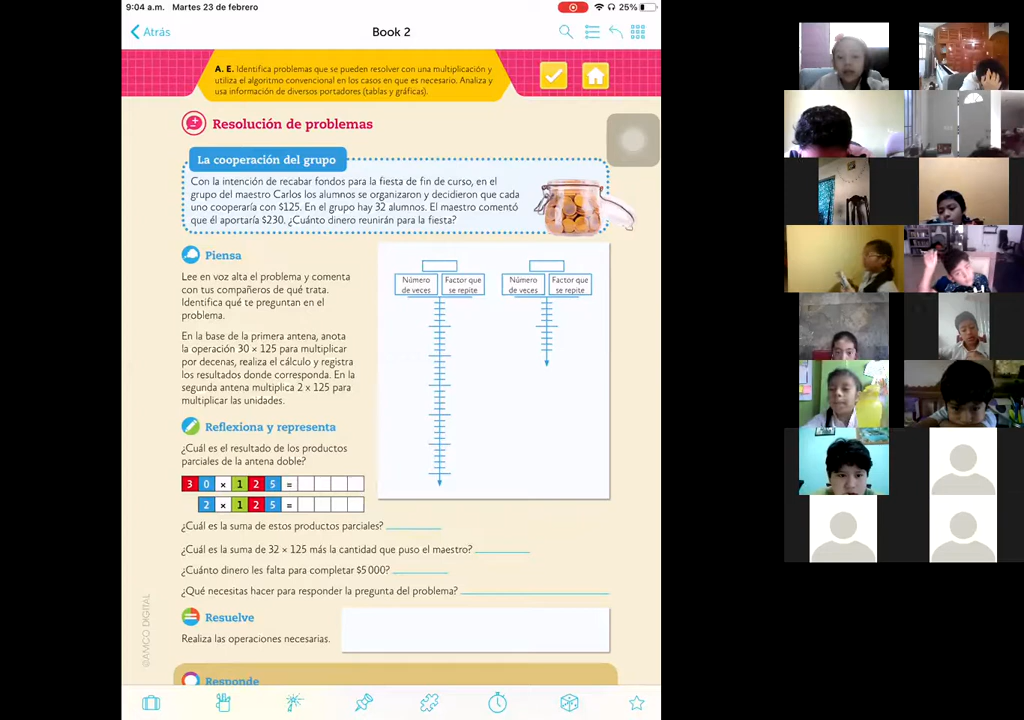 9:04 a.m. Martes 23 de febrero
25%
Atrás
Book 2
A. E. Identifica problemas que se pueden resolver con una multiplicación y
utiliza el algoritmo convencional en los casos en que es necesario. Analiza y
usa información de diversos portadores (tablas y gráficas).
Resolución de problemas
La cooperación del grupo
Con la intención de recabar fondos para la fiesta de fin de curso, en el
grupo del maestro Carlos los alumnos se organizaron y decidieron que cada
uno cooperaría con $125. En el grupo hay 32 alumnos. El maestro comentó
que él aportaría $230. ¿Cuánto dinero reunirán para la fiesta?
Piensa
Lee en voz alta el problema y comenta
con tus compañeros de qué trata.
Identifica qué te preguntan en el
problema.
En la base de la primera antena, anota
la operación 30 × 125 para multiplicar
por decenas, realiza el cálculo y registra
los resultados donde corresponda. En la
segunda antena multiplica 2 x 125 para
multiplicar las unidades.
Número de veces
Factor que se repite
Número de veces
Factor que se repite
Reflexiona y representa
¿Cuál es el resultado de los productos
parciales de la antena doble?
3 0 × 1 2 5 =
2 × 1 2 5 =
¿Cuál es la suma de estos productos parciales?
¿Cuál es la suma de 32 × 125 más la cantidad que puso el maestro?
¿Cuánto dinero les falta para completar $5 000?
¿Qué necesitas hacer para responder la pregunta del problema?
Resuelve
Realiza las operaciones necesarias.
Responde
©AMCO DIGITAL